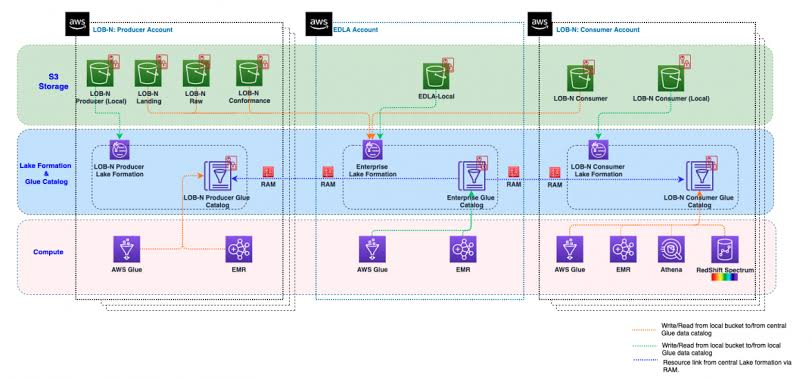 aws
LOB-N: Producer Account
aws
EDLA Account
aws
LOB-N: Consumer Account
S3
Storage
LOB-N
Producer (Local)
LOB-N
Landing
LOB-N
Raw
LOB-N
Conformance
EDLA-Local
LOB-N Consumer
LOB-N Consumer (Local)
Lake Formation
&
Glue Catalog
LOB-N Producer
Lake Formation
LOB-N Producer Glue
Catalog
RAM
RAM
Enterprise
Lake Formation
Enterprise Glue
Catalog
RAM
RAM
LOB-N Consumer
Lake Formation
LOB-N Consumer Glue
Catalog
Compute
AWS Glue
EMR
AWS Glue
EMR
AWS Glue
EMR
Athena
RedShift Spectrum
Write/Read from local bucket to/from central
Glue data catalog
Write/Read from local bucket to/from local
Glue data catalog
Resource link from central Lake formation via
RAM.